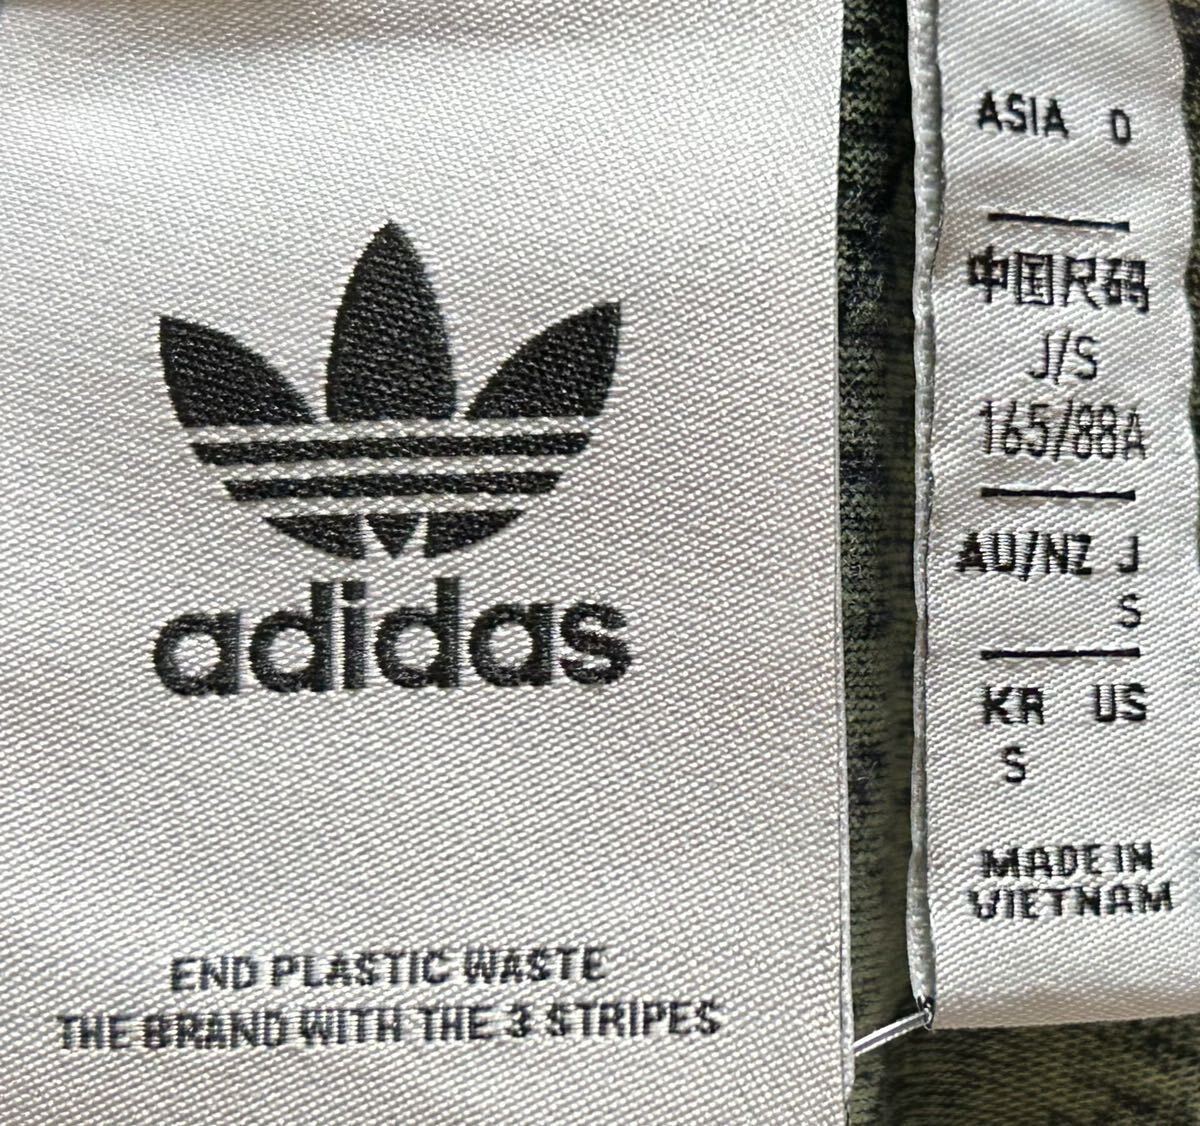 adidas
END PLASTIC WASTE
THE BRAND WITH THE 3 STRIPES
ASIA O
中国尺码
J/S
165/88A
AU/NZ J
S
KR US
S
MADE IN
VIETNAM